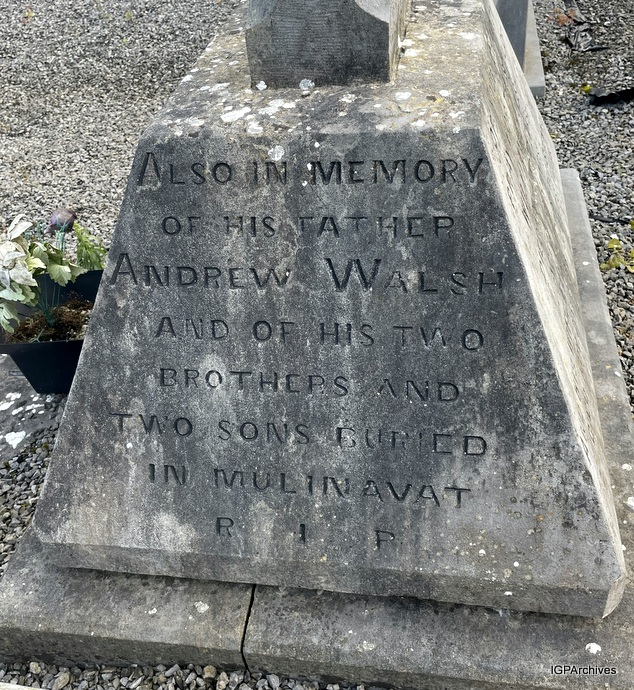 ALSO IN MEMORY
OF HIS FATHER
ANDREW WALSH
AND OF HIS TWO
BROTHERS AND
TWO SONS BURIED
IN MULINAVAT
R I P
IGPArchives